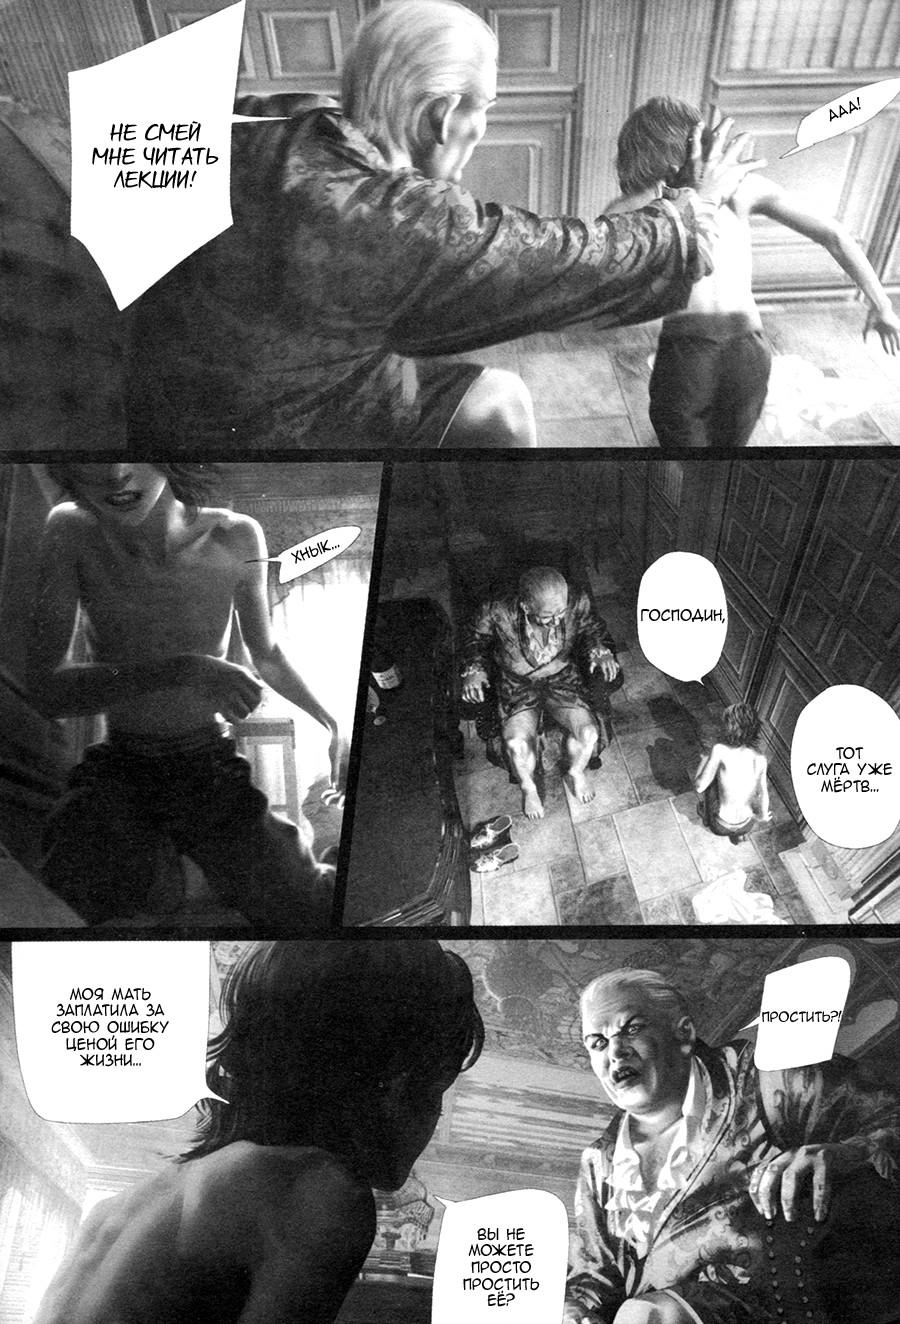 НЕ СМЕЙ
МНЕ ЧИТАТЬ
ЛЕКЦИИ!
ААА!
ХНЫК...
ГОСПОДИН,
ТОТ
СЛУГА УЖЕ
МЁРТВ...
МОЯ МАТЬ
ЗАПЛАТИЛА ЗА
СВОЮ ОШИБКУ
ЦЕНОЙ ЕГО
ЖИЗНИ...
ПРОСТИТЬ?!
ВЫ НЕ
МОЖЕТЕ
ПРОСТО
ПРОСТИТЬ
ЕЁ?